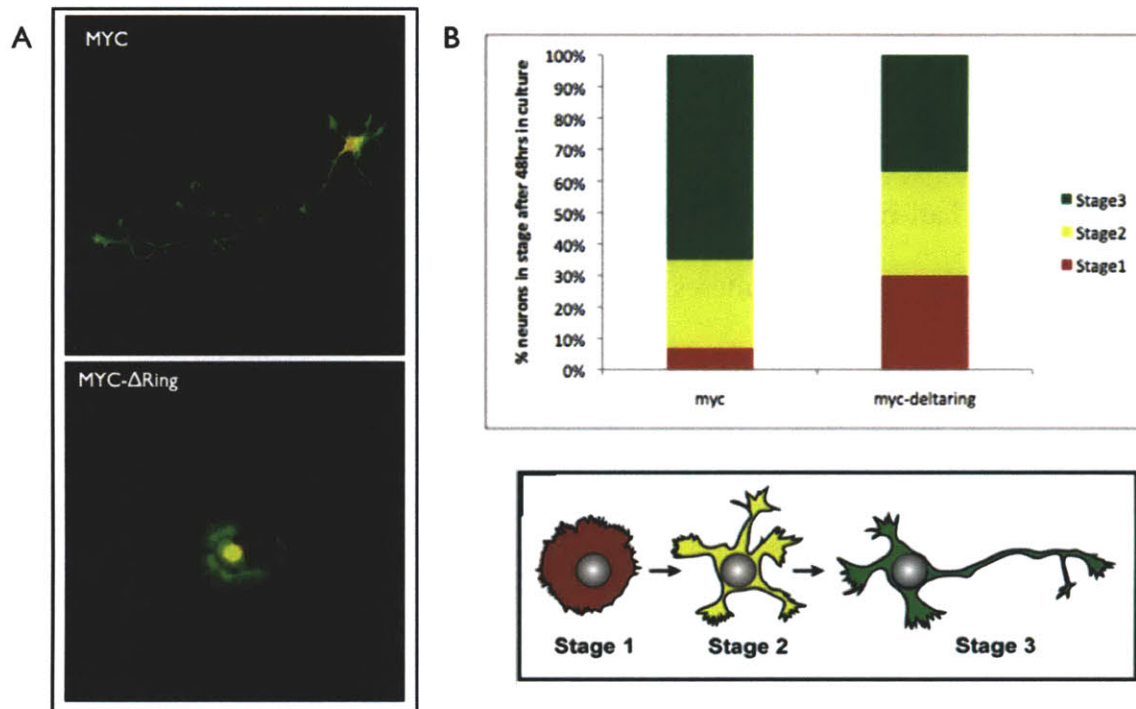 A
MYC
MYC-ΔRing
B
% neurons in stage after 48hrs in culture
100%
90%
80%
70%
60%
50%
40%
30%
20%
10%
0%
myc
myc-deltaring
Stage3
Stage2
Stage1
Stage 1
Stage 2
Stage 3